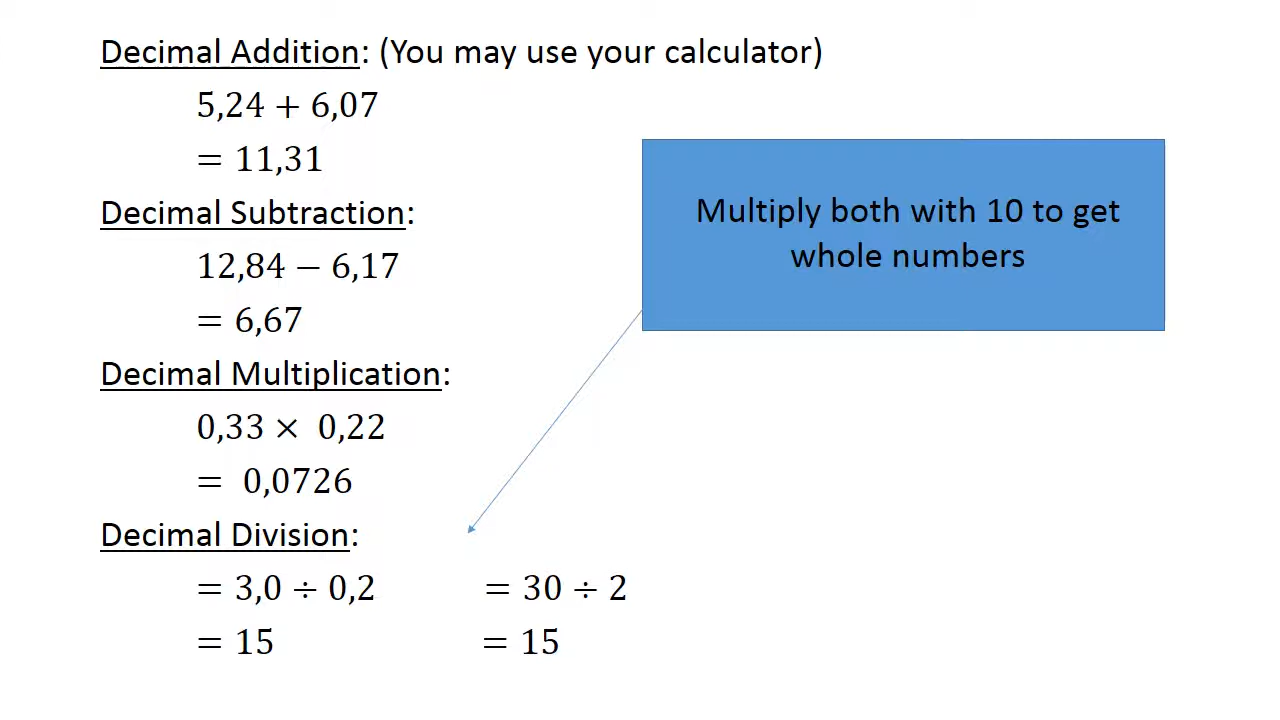 Decimal Addition: (You may use your calculator)
5,24 + 6,07
= 11,31
Decimal Subtraction:
12,84 − 6,17
= 6,67
Decimal Multiplication:
0,33 × 0,22
= 0,0726
Decimal Division:
= 3,0 ÷ 0,2 = 30 ÷ 2
= 15 = 15
Multiply both with 10 to get
whole numbers